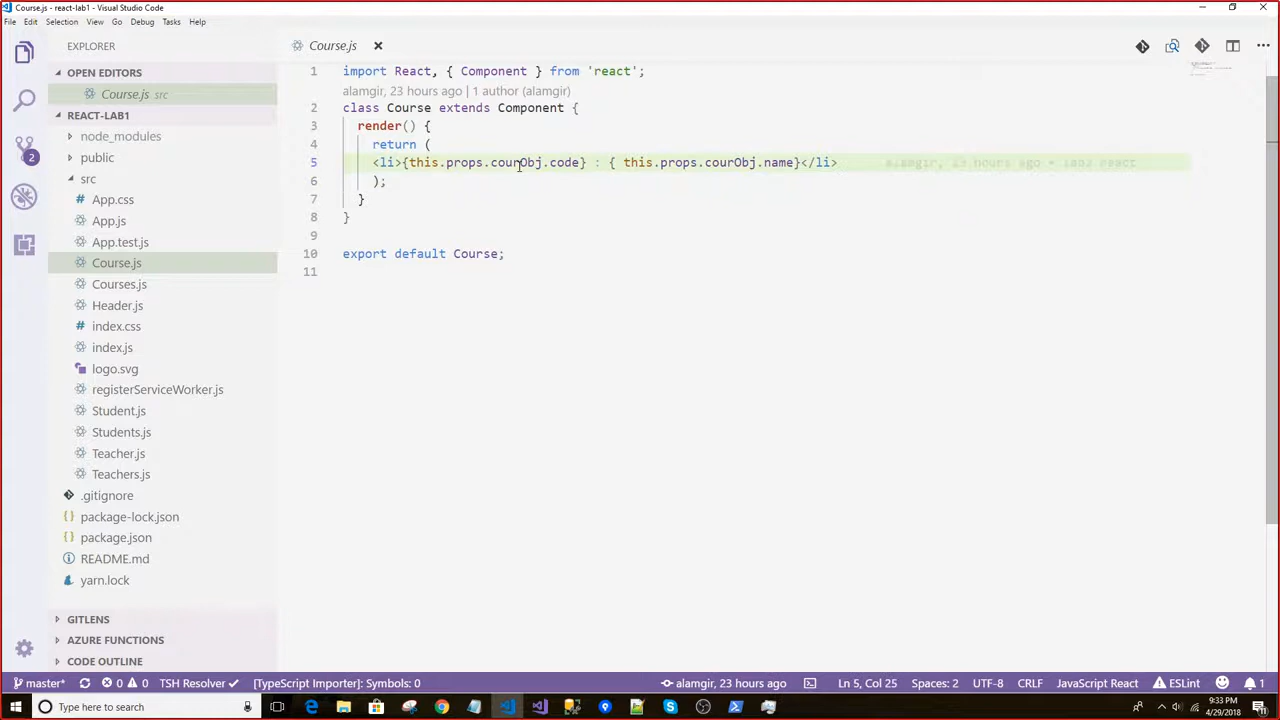 Course.js - react-lab1 - Visual Studio Code
File Edit Selection View Go Debug Tasks Help
EXPLORER
OPEN EDITORS
Course.js src
REACT-LAB1
node_modules
public
src
App.css
App.js
App.test.js
Course.js
Courses.js
Header.js
index.css
index.js
logo.svg
registerServiceWorker.js
Student.js
Students.js
Teacher.js
Teachers.js
.gitignore
package-lock.json
package.json
README.md
yarn.lock
GITLENS
AZURE FUNCTIONS
CODE OUTLINE
2
Course.js
1 import React, { Component } from 'react';
alamgir, 23 hours ago | 1 author (alamgir)
2 class Course extends Component {
3 render() {
4 return (
5 <li>{this.props.courObj.code} : { this.props.courObj.name}</li> alamgir, 23 hours ago •
6 );
7 }
8 }
9
10 export default Course;
11
master* 0 0 TSH Resolver [TypeScript Importer]: Symbols: 0 alamgir, 23 hours ago Ln 5, Col 25 Spaces: 2 UTF-8 CRLF JavaScript React ESLint 1
Type here to search
9:33 PM
4/29/2018